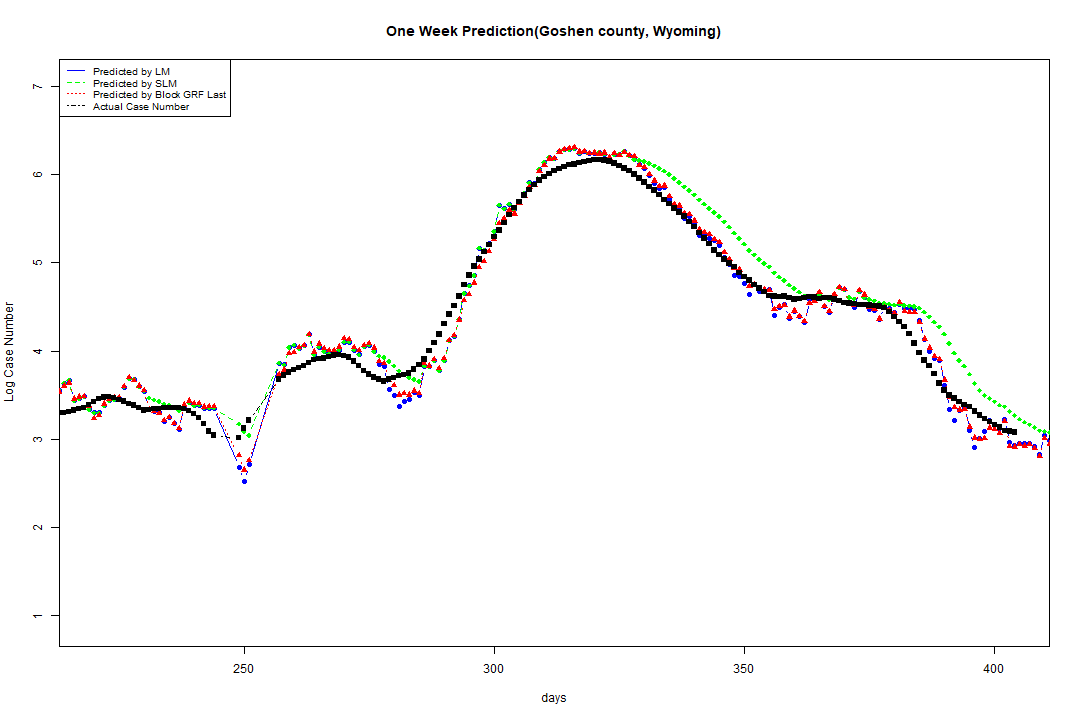 One Week Prediction(Goshen county, Wyoming)
Predicted by LM
Predicted by SLM
Predicted by Block GRF Last
Actual Case Number
7
6
5
4
3
2
1
Log Case Number
250 300 350 400
days